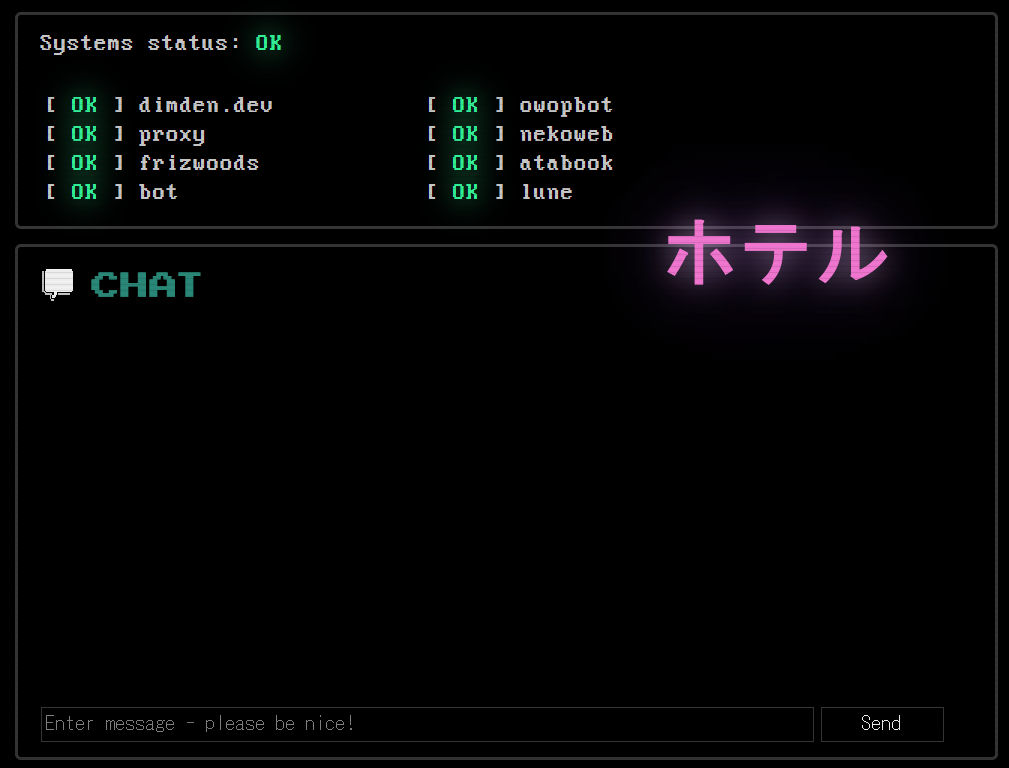 Systems status: OK
[ OK ] dimden.dev
[ OK ] proxy
[ OK ] frizwoods
[ OK ] bot
[ OK ] owopbot
[ OK ] nekoweb
[ OK ] atabook
[ OK ] lune
ホテル
CHAT
Enter message - please be nice!
Send